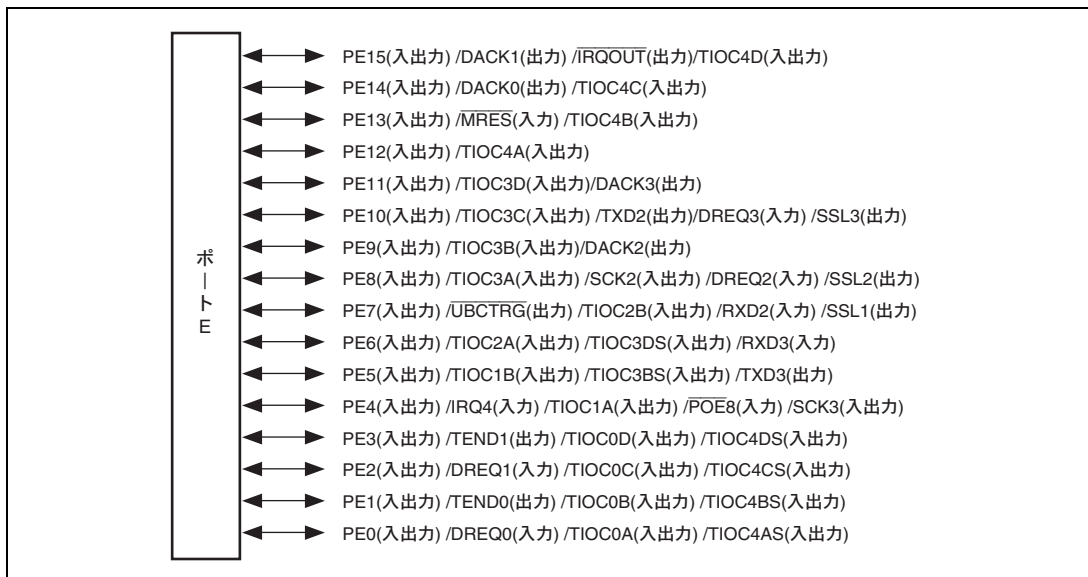 ポートE
PE15(入出力) /DACK1(出力) /IRQOUT(出力)/TIOC4D(入出力)
PE14(入出力) /DACK0(出力) /TIOC4C(入出力)
PE13(入出力) /MRES(入力) /TIOC4B(入出力)
PE12(入出力) /TIOC4A(入出力)
PE11(入出力) /TIOC3D(入出力)/DACK3(出力)
PE10(入出力) /TIOC3C(入出力) /TXD2(出力)/DREQ3(入力) /SSL3(出力)
PE9(入出力) /TIOC3B(入出力)/DACK2(出力)
PE8(入出力) /TIOC3A(入出力) /SCK2(入出力) /DREQ2(入力) /SSL2(出力)
PE7(入出力) /UBCTRG(出力) /TIOC2B(入出力) /RXD2(入力) /SSL1(出力)
PE6(入出力) /TIOC2A(入出力) /TIOC3DS(入出力) /RXD3(入力)
PE5(入出力) /TIOC1B(入出力) /TIOC3BS(入出力) /TXD3(出力)
PE4(入出力) /IRQ4(入力) /TIOC1A(入出力) /POE8(入力) /SCK3(入出力)
PE3(入出力) /TEND1(出力) /TIOC0D(入出力) /TIOC4DS(入出力)
PE2(入出力) /DREQ1(入力) /TIOC0C(入出力) /TIOC4CS(入出力)
PE1(入出力) /TEND0(出力) /TIOC0B(入出力) /TIOC4BS(入出力)
PE0(入出力) /DREQ0(入力) /TIOC0A(入出力) /TIOC4AS(入出力)